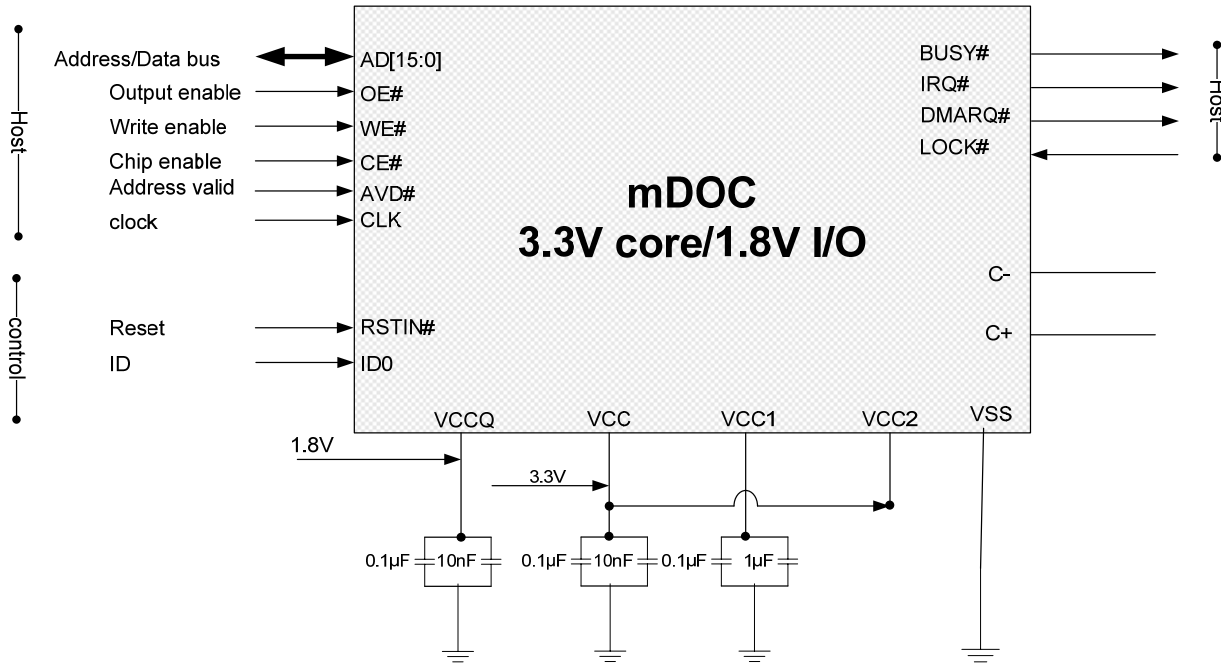 Host
Address/Data bus
Output enable
Write enable
Chip enable
Address valid
clock
AD[15:0]
OE#
WE#
CE#
AVD#
CLK
control
Reset
ID
RSTIN#
ID0
mDOC
3.3V core/1.8V I/O
BUSY#
IRQ#
DMARQ#
LOCK#
Host
C-
C+
VCCQ
VCC
VCC1
VCC2
VSS
1.8V
3.3V
0.1µF
10nF
0.1µF
10nF
0.1µF
1µF